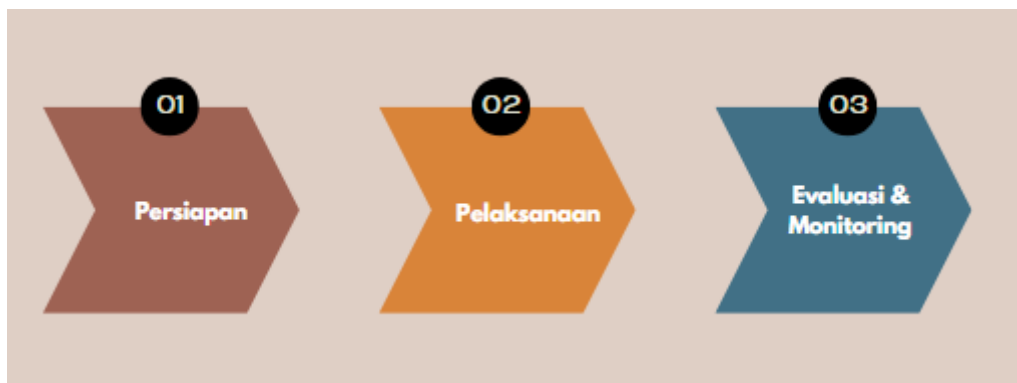 01
Persiapan
02
Pelaksanaan
03
Evaluasi &
Monitoring